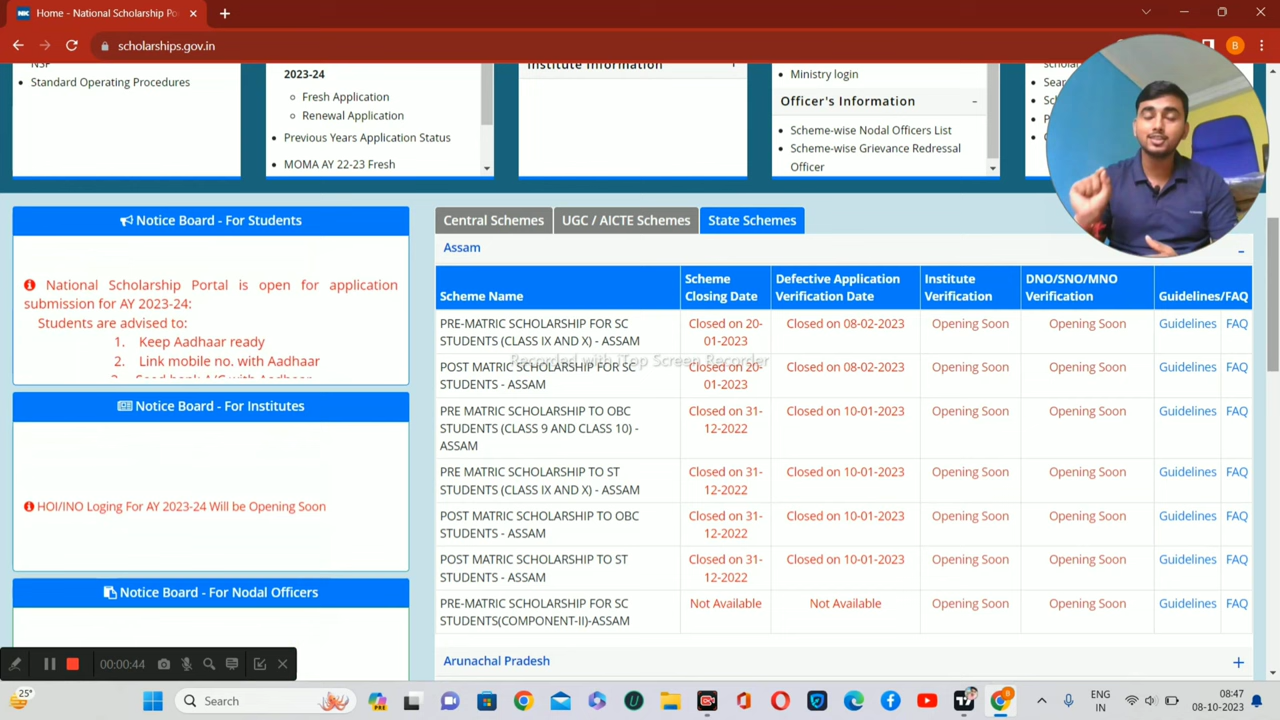 Home - National Scholarship Po
scholarships.gov.in
B
NSP
Standard Operating Procedures
2023-24
Fresh Application
Renewal Application
Previous Years Application Status
MOMA AY 22-23 Fresh
Institute Information
Ministry login
Officer's Information -
Scheme-wise Nodal Officers List
Scheme-wise Grievance Redressal
Officer
Notice Board - For Students
National Scholarship Portal is open for application
submission for AY 2023-24:
Students are advised to:
1. Keep Aadhaar ready
2. Link mobile no. with Aadhaar
Notice Board - For Institutes
HOI/INO Loging For AY 2023-24 Will be Opening Soon
Notice Board - For Nodal Officers
Central Schemes UGC / AICTE Schemes State Schemes
Assam -
Scheme Name Scheme Closing Date Defective Application Verification Date Institute Verification DNO/SNO/MNO Verification Guidelines/FAQ
PRE-MATRIC SCHOLARSHIP FOR SC Closed on 20- Closed on 08-02-2023 Opening Soon Opening Soon Guidelines FAQ
STUDENTS (CLASS IX AND X) - ASSAM 01-2023
Recorded with iTop Screen Recorder
POST MATRIC SCHOLARSHIP FOR SC Closed on 20- Closed on 08-02-2023 Opening Soon Opening Soon Guidelines FAQ
STUDENTS - ASSAM 01-2023
PRE MATRIC SCHOLARSHIP TO OBC Closed on 31- Closed on 10-01-2023 Opening Soon Opening Soon Guidelines FAQ
STUDENTS (CLASS 9 AND CLASS 10) - 12-2022
ASSAM
PRE MATRIC SCHOLARSHIP TO ST Closed on 31- Closed on 10-01-2023 Opening Soon Opening Soon Guidelines FAQ
STUDENTS (CLASS IX AND X) - ASSAM 12-2022
POST MATRIC SCHOLARSHIP TO OBC Closed on 31- Closed on 10-01-2023 Opening Soon Opening Soon Guidelines FAQ
STUDENTS - ASSAM 12-2022
POST MATRIC SCHOLARSHIP TO ST Closed on 31- Closed on 10-01-2023 Opening Soon Opening Soon Guidelines FAQ
STUDENTS - ASSAM 12-2022
PRE-MATRIC SCHOLARSHIP FOR SC Not Available Not Available Opening Soon Opening Soon Guidelines FAQ
STUDENTS(COMPONENT-II)-ASSAM
Arunachal Pradesh +
00:00:44
25°
Search
ENG 08:47
IN 08-10-2023